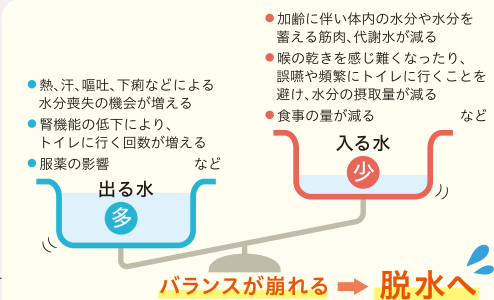 ● 加齢に伴い体内の水分や水分を
蓄える筋肉、代謝水が減る
● 喉の乾きを感じ難くなったり、
誤嚥や頻繁にトイレに行くことを
避け、水分の摂取量が減る
● 食事の量が減る など
● 熱、汗、嘔吐、下痢などによる
水分喪失の機会が増える
● 腎機能の低下により、
トイレに行く回数が増える
● 服薬の影響 など
入る水
少
出る水
多
バランスが崩れる ➡ 脱水へ